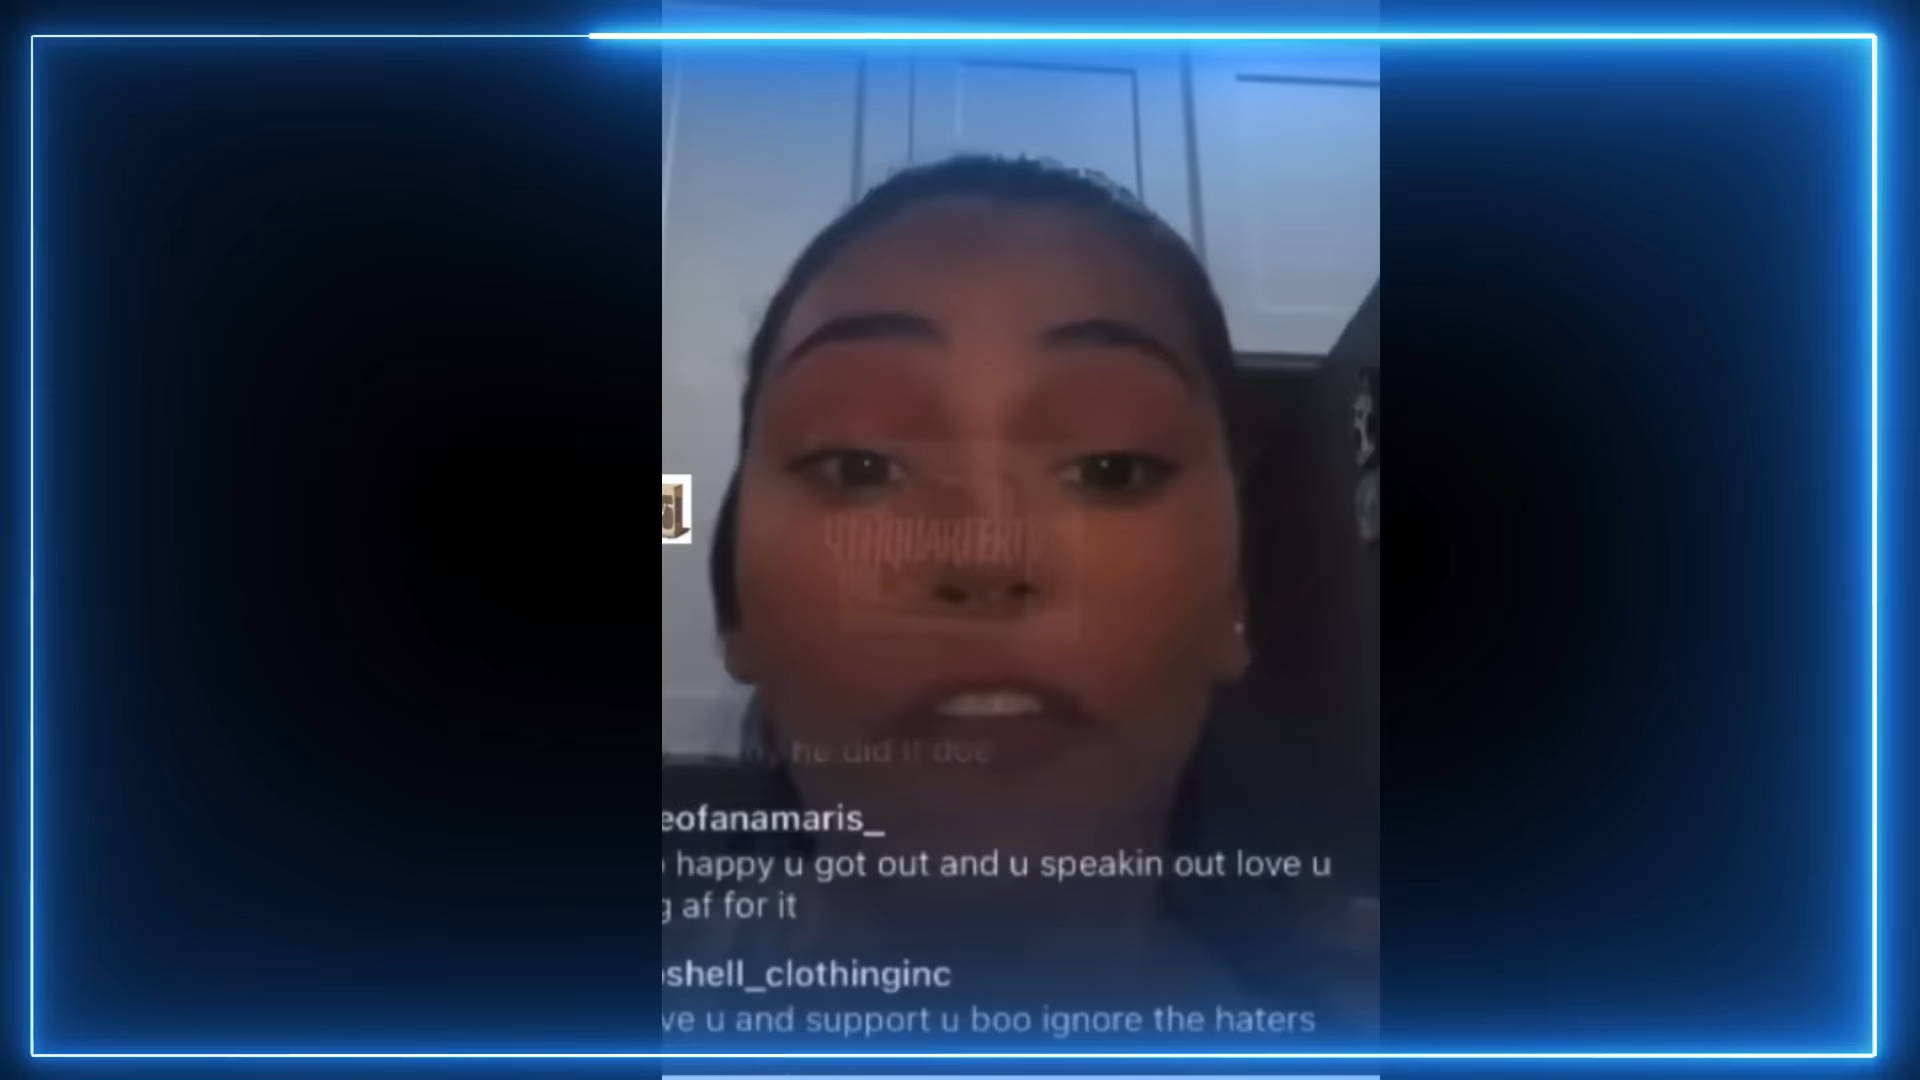 4THQUARTERTV
he did it doe
eofanamaris_
happy u got out and u speakin out love u
g af for it
shell_clothinginc
ve u and support u boo ignore the haters